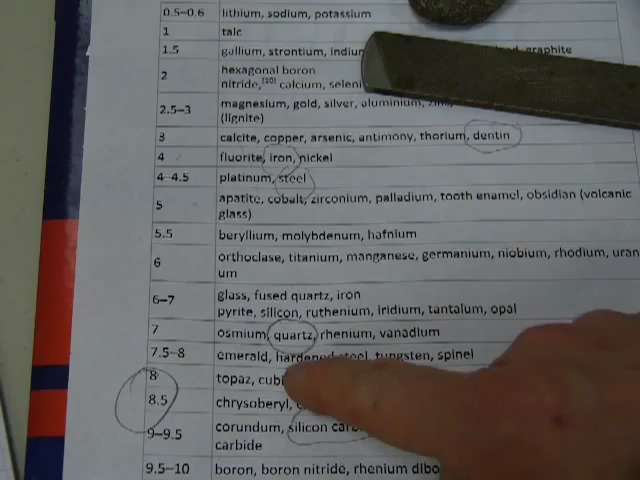 0.5–0.6 lithium, sodium, potassium
1 talc
1.5 gallium, strontium, graphite
2 hexagonal boron
nitride,[10] calcium,
2.5–3 magnesium, gold, silver, aluminium,
(lignite)
3 calcite, copper, arsenic, antimony, thorium, dentin
4 fluorite, iron, nickel
4–4.5 platinum, steel
5 apatite, cobalt, zirconium, palladium, tooth enamel, obsidian (volcanic
glass)
5.5 beryllium, molybdenum, hafnium
6 orthoclase, titanium, manganese, germanium, niobium, rhodium, uran
um
6–7 glass, fused quartz, iron
pyrite, silicon, ruthenium, iridium, tantalum, opal
7 osmium, quartz, rhenium, vanadium
7.5–8 emerald, hardened steel, tungsten, spinel
8 topaz,
8.5 chrysoberyl,
9–9.5 corundum, silicon
carbide
9.5–10 boron, boron nitride, rhenium